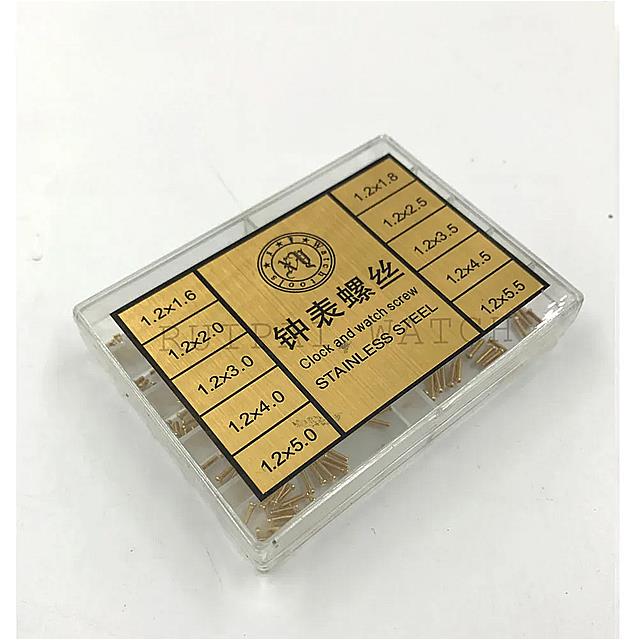 1.2x1.6
1.2x2.0
1.2x3.0
1.2x4.0
1.2x5.0
Watchtools
钟表螺丝
Clock and watch screw
STAINLESS STEEL
1.2x1.8
1.2x2.5
1.2x3.5
1.2x4.5
1.2x5.5
WATCH